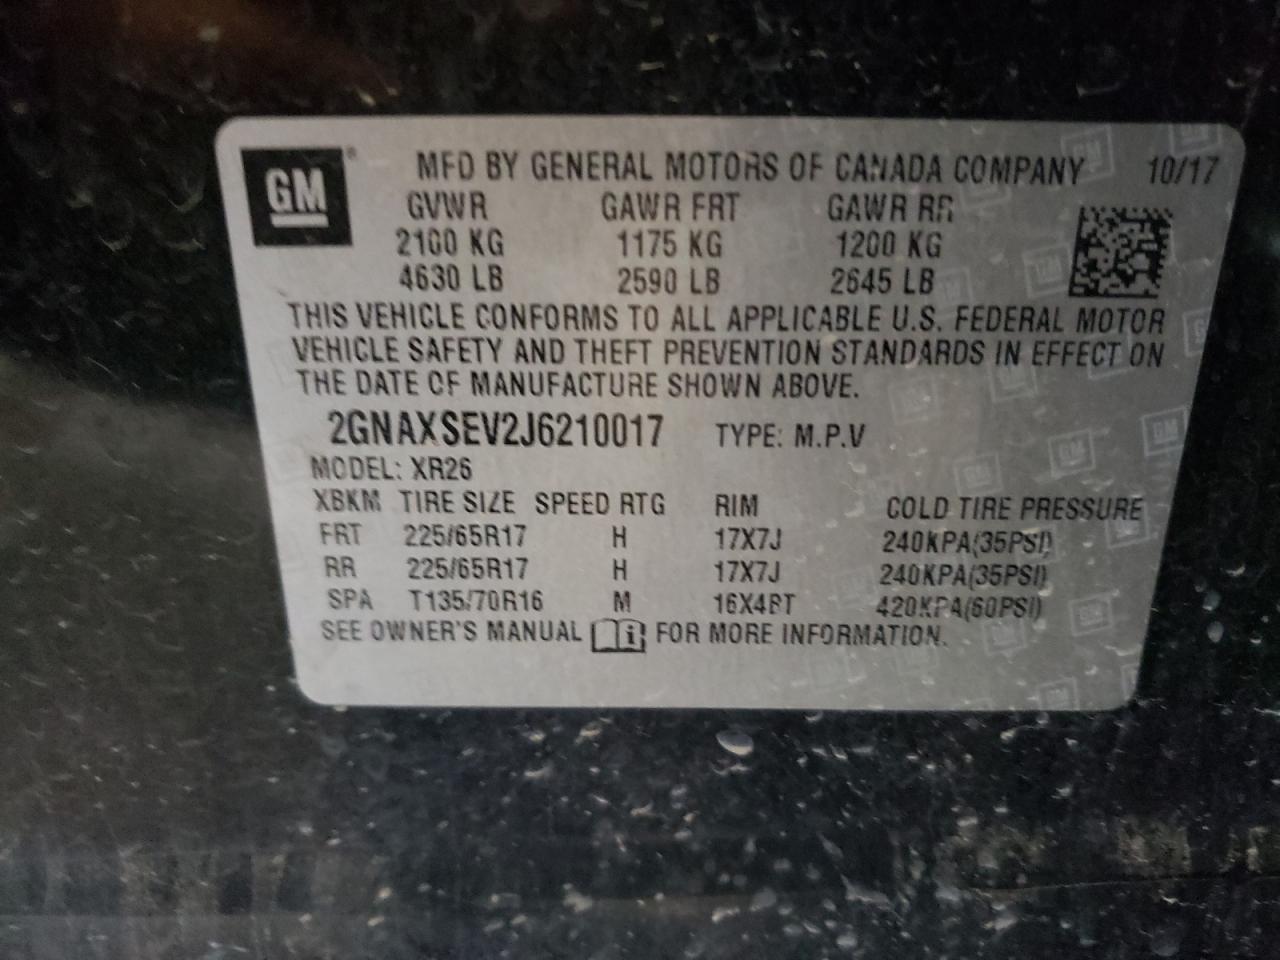 GM®
MFD BY GENERAL MOTORS OF CANADA COMPANY 10/17
GVWR GAWR FRT GAWR RR
2100 KG 1175 KG 1200 KG
4630 LB 2590 LB 2645 LB
THIS VEHICLE CONFORMS TO ALL APPLICABLE U.S. FEDERAL MOTOR
VEHICLE SAFETY AND THEFT PREVENTION STANDARDS IN EFFECT ON
THE DATE OF MANUFACTURE SHOWN ABOVE.
2GNAXSEV2J6210017 TYPE: M.P.V
MODEL: XR26
XBKM TIRE SIZE SPEED RTG RIM COLD TIRE PRESSURE
FRT 225/65R17 H 17X7J 240KPA(35PSI)
RR 225/65R17 H 17X7J 240KPA(35PSI)
SPA T135/70R16 M 16X4BT 420KPA(60PSI)
SEE OWNER'S MANUAL FOR MORE INFORMATION.